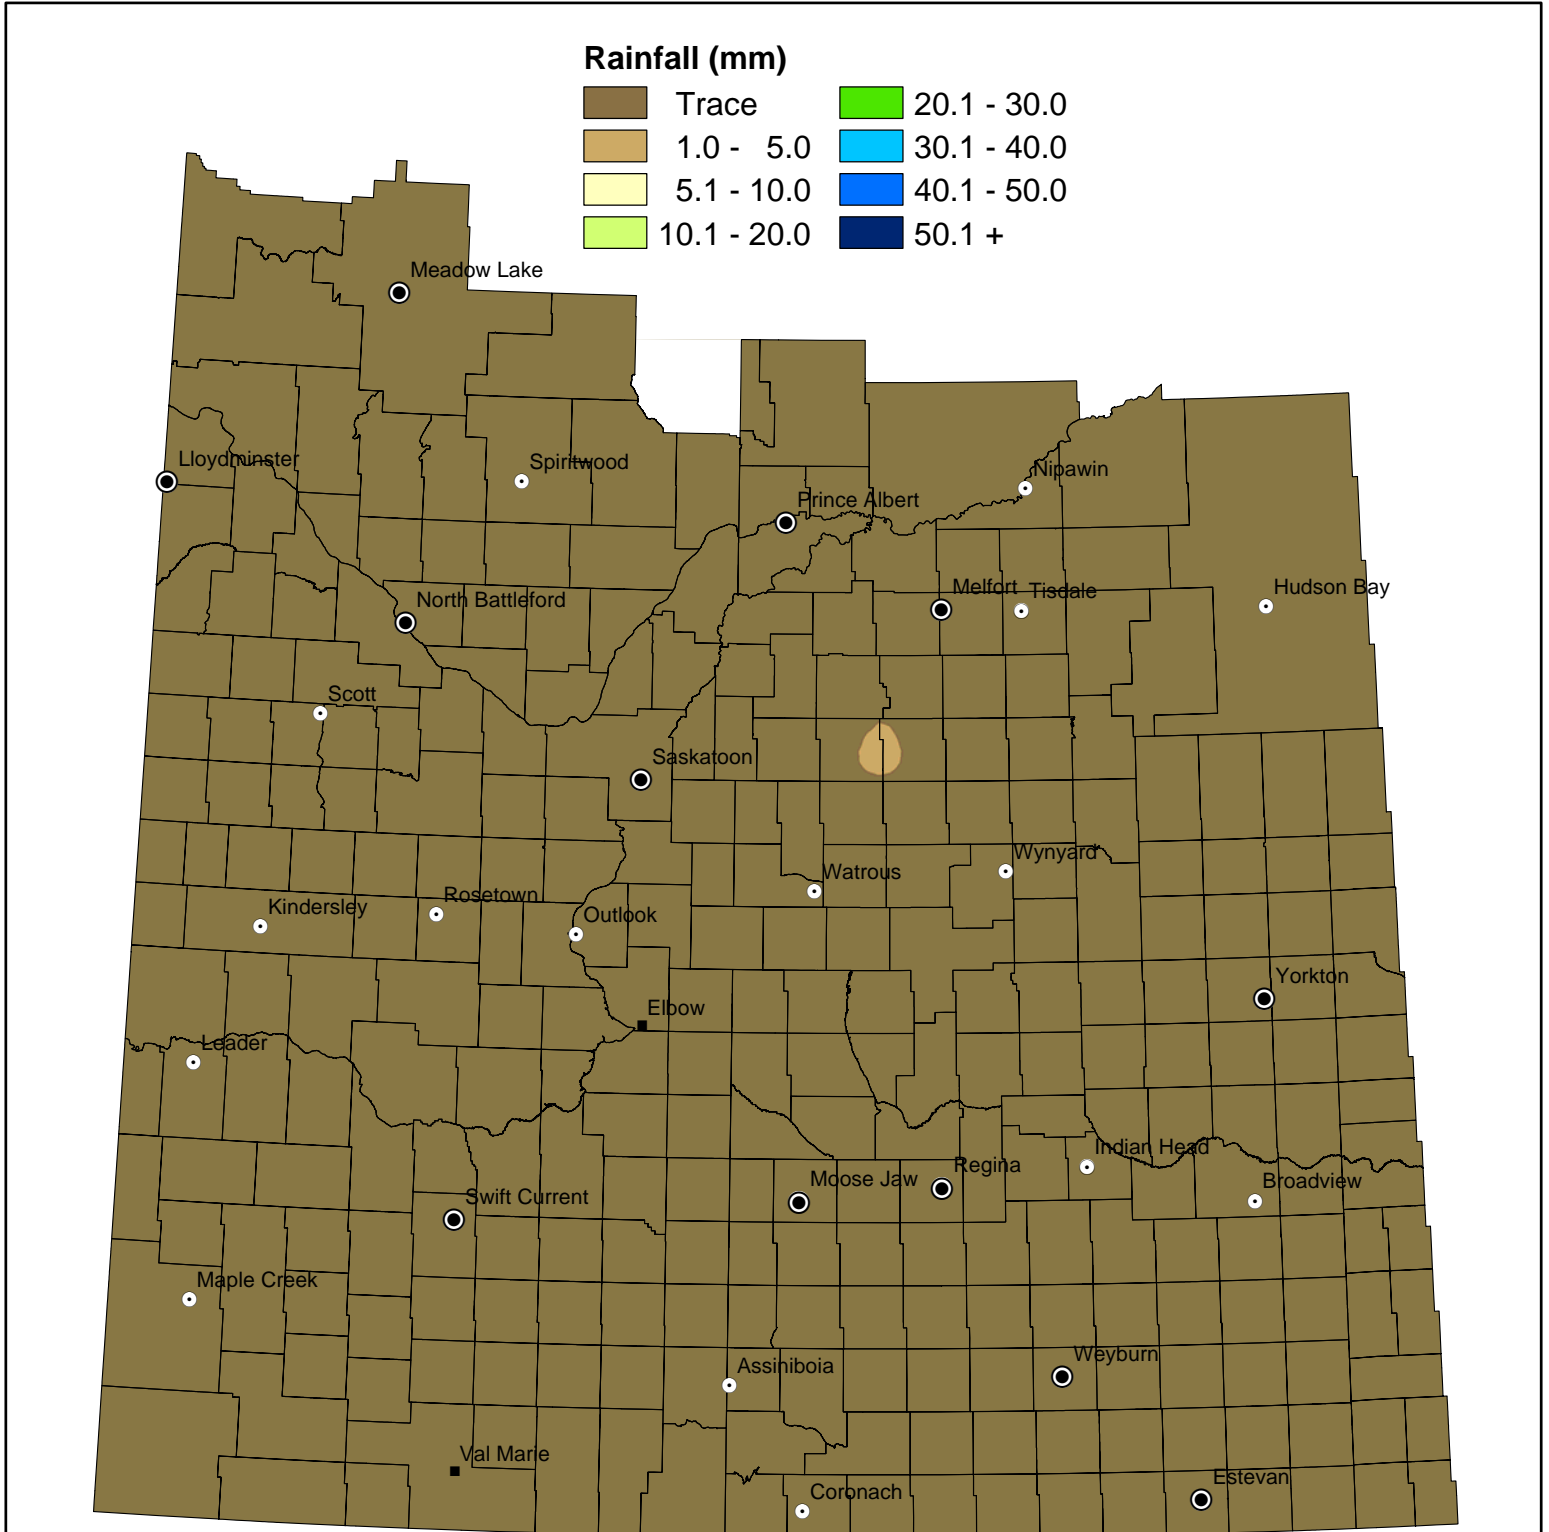 Rainfall (mm)
Trace 20.1 - 30.0
1.0 - 5.0 30.1 - 40.0
5.1 - 10.0 40.1 - 50.0
10.1 - 20.0 50.1 +
Meadow Lake
Lloydminster
Spiritwood
Nipawin
Prince Albert
North Battleford
Melfort
Tisdale
Hudson Bay
Scott
Saskatoon
Watrous
Wynyard
Kindersley
Rosetown
Outlook
Yorkton
Elbow
Leader
Indian Head
Regina
Moose Jaw
Broadview
Swift Current
Maple Creek
Weyburn
Assiniboia
Val Marie
Estevan
Coronach